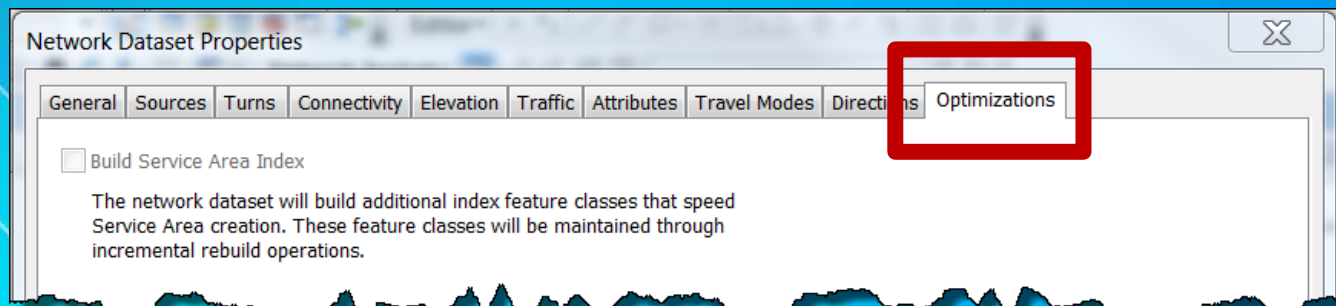 Network Dataset Properties
General Sources Turns Connectivity Elevation Traffic Attributes Travel Modes Directions Optimizations
Build Service Area Index
The network dataset will build additional index feature classes that speed
Service Area creation. These feature classes will be maintained through
incremental rebuild operations.